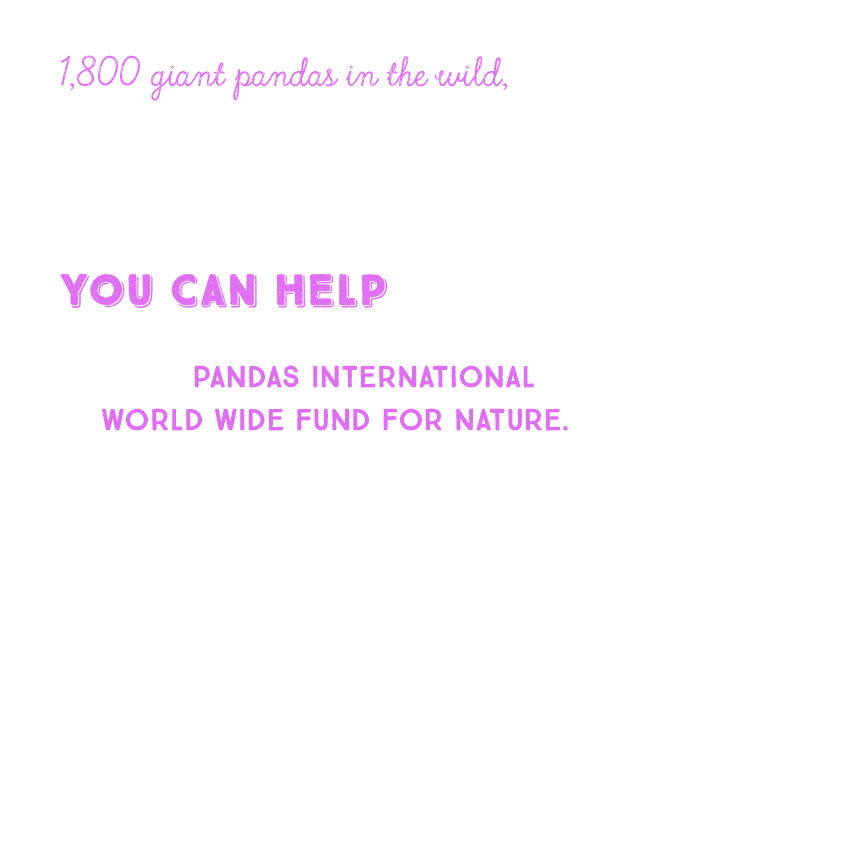 1,800 giant pandas in the wild,
YOU CAN HELP
PANDAS INTERNATIONAL
WORLD WIDE FUND FOR NATURE.